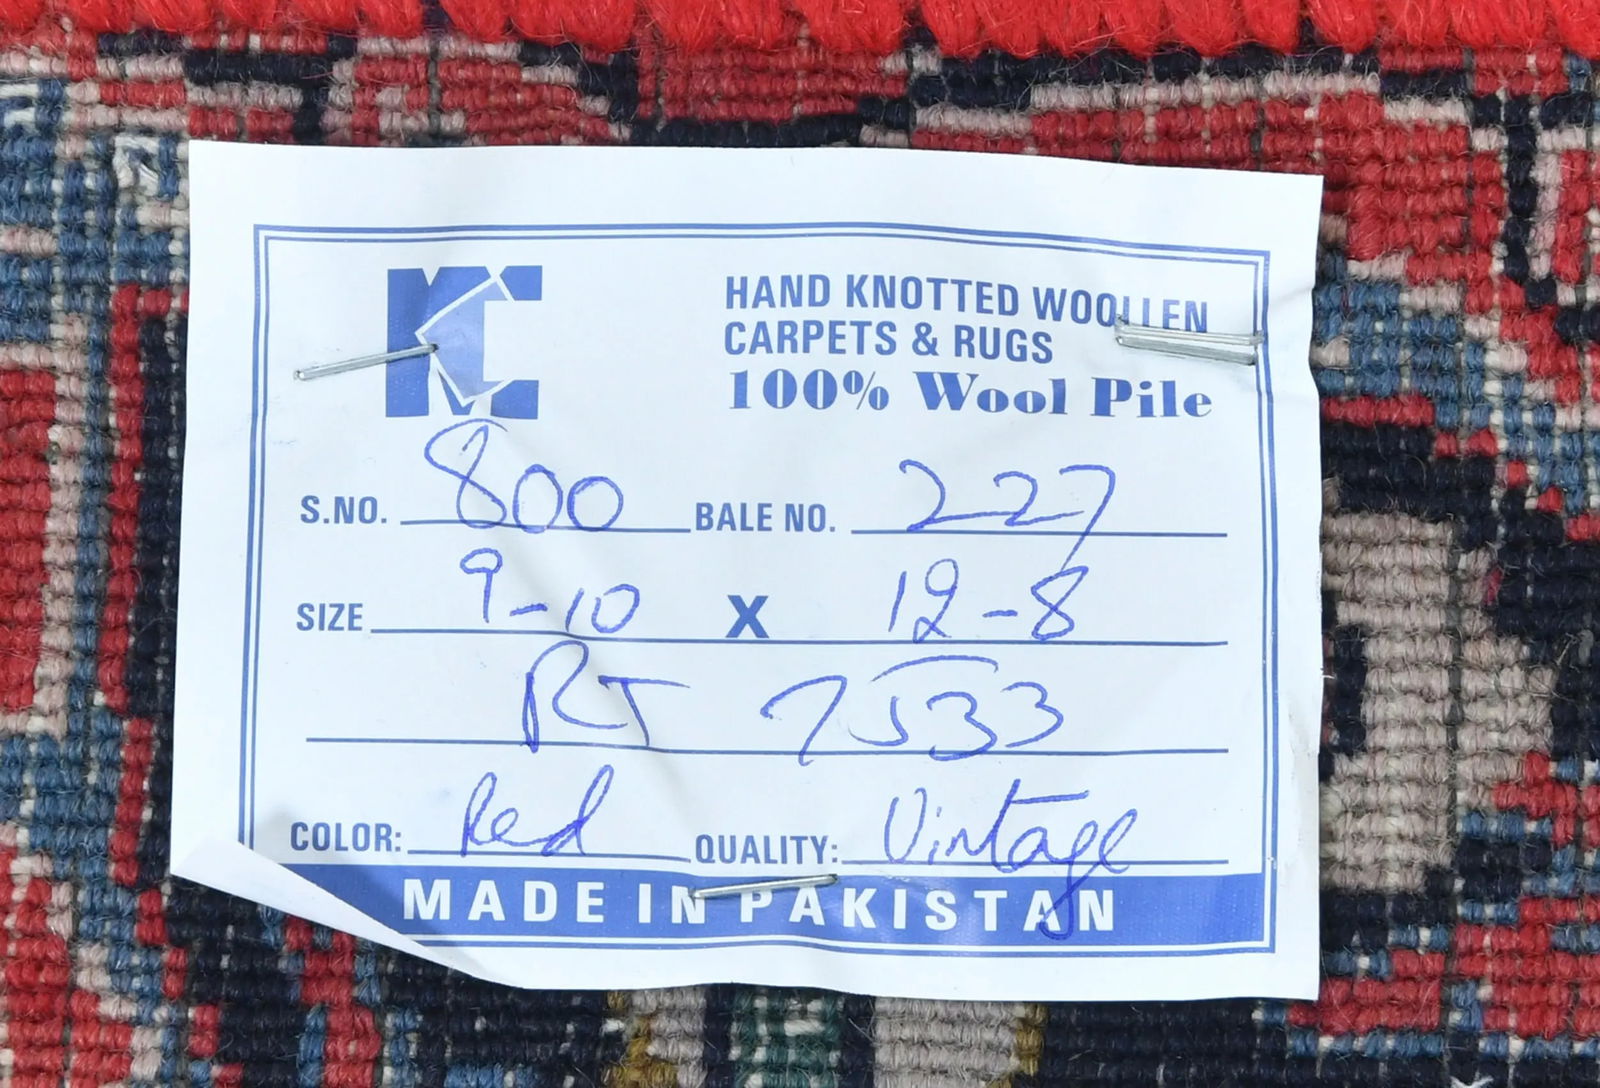 KC
HAND KNOTTED WOOLLEN
CARPETS & RUGS
100% Wool Pile
S.NO. 800 BALE NO. 227
SIZE 9-10 X 12-8
RT 7533
COLOR: Red QUALITY: Vintage
MADE IN PAKISTAN